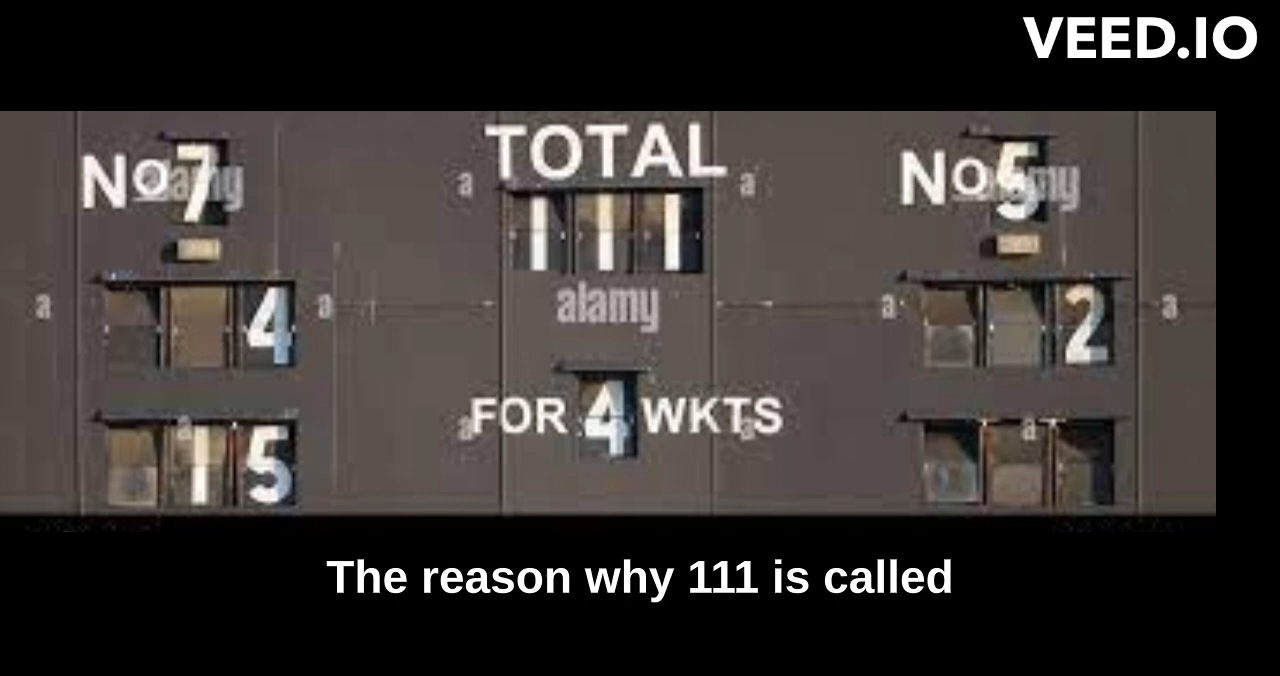 VEED.IO
No 7
TOTAL
No 5
111
4
alamy
2
FOR 4 WKTS
15
The reason why 111 is called